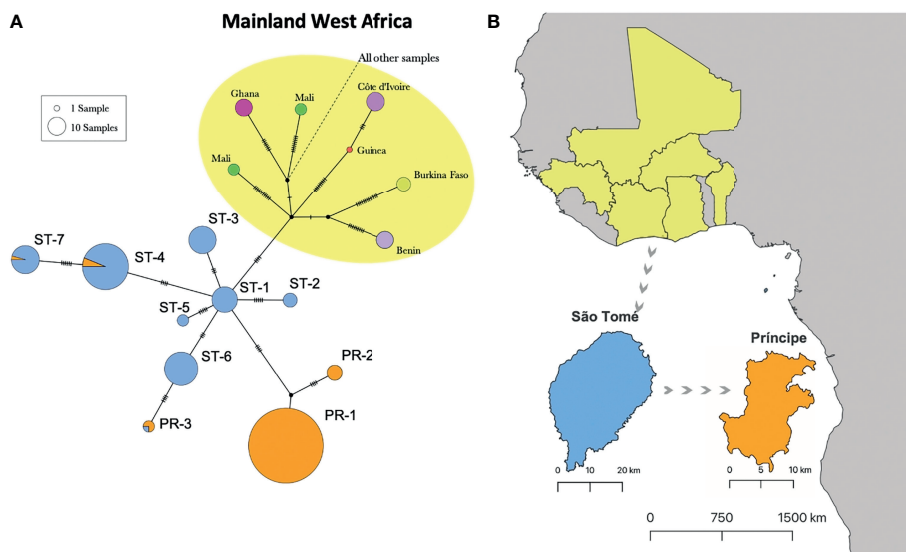 A
Mainland West Africa
All other samples
1 Sample
10 Samples
Ghana
Mali
Côte d'Ivoire
Guinea
Mali
Burkina Faso
Benin
ST-3
ST-7
ST-4
ST-1
ST-2
ST-5
ST-6
PR-2
PR-1
PR-3
B
São Tomé
Príncipe
0 10 20 km
0 5 10 km
0 750 1500 km